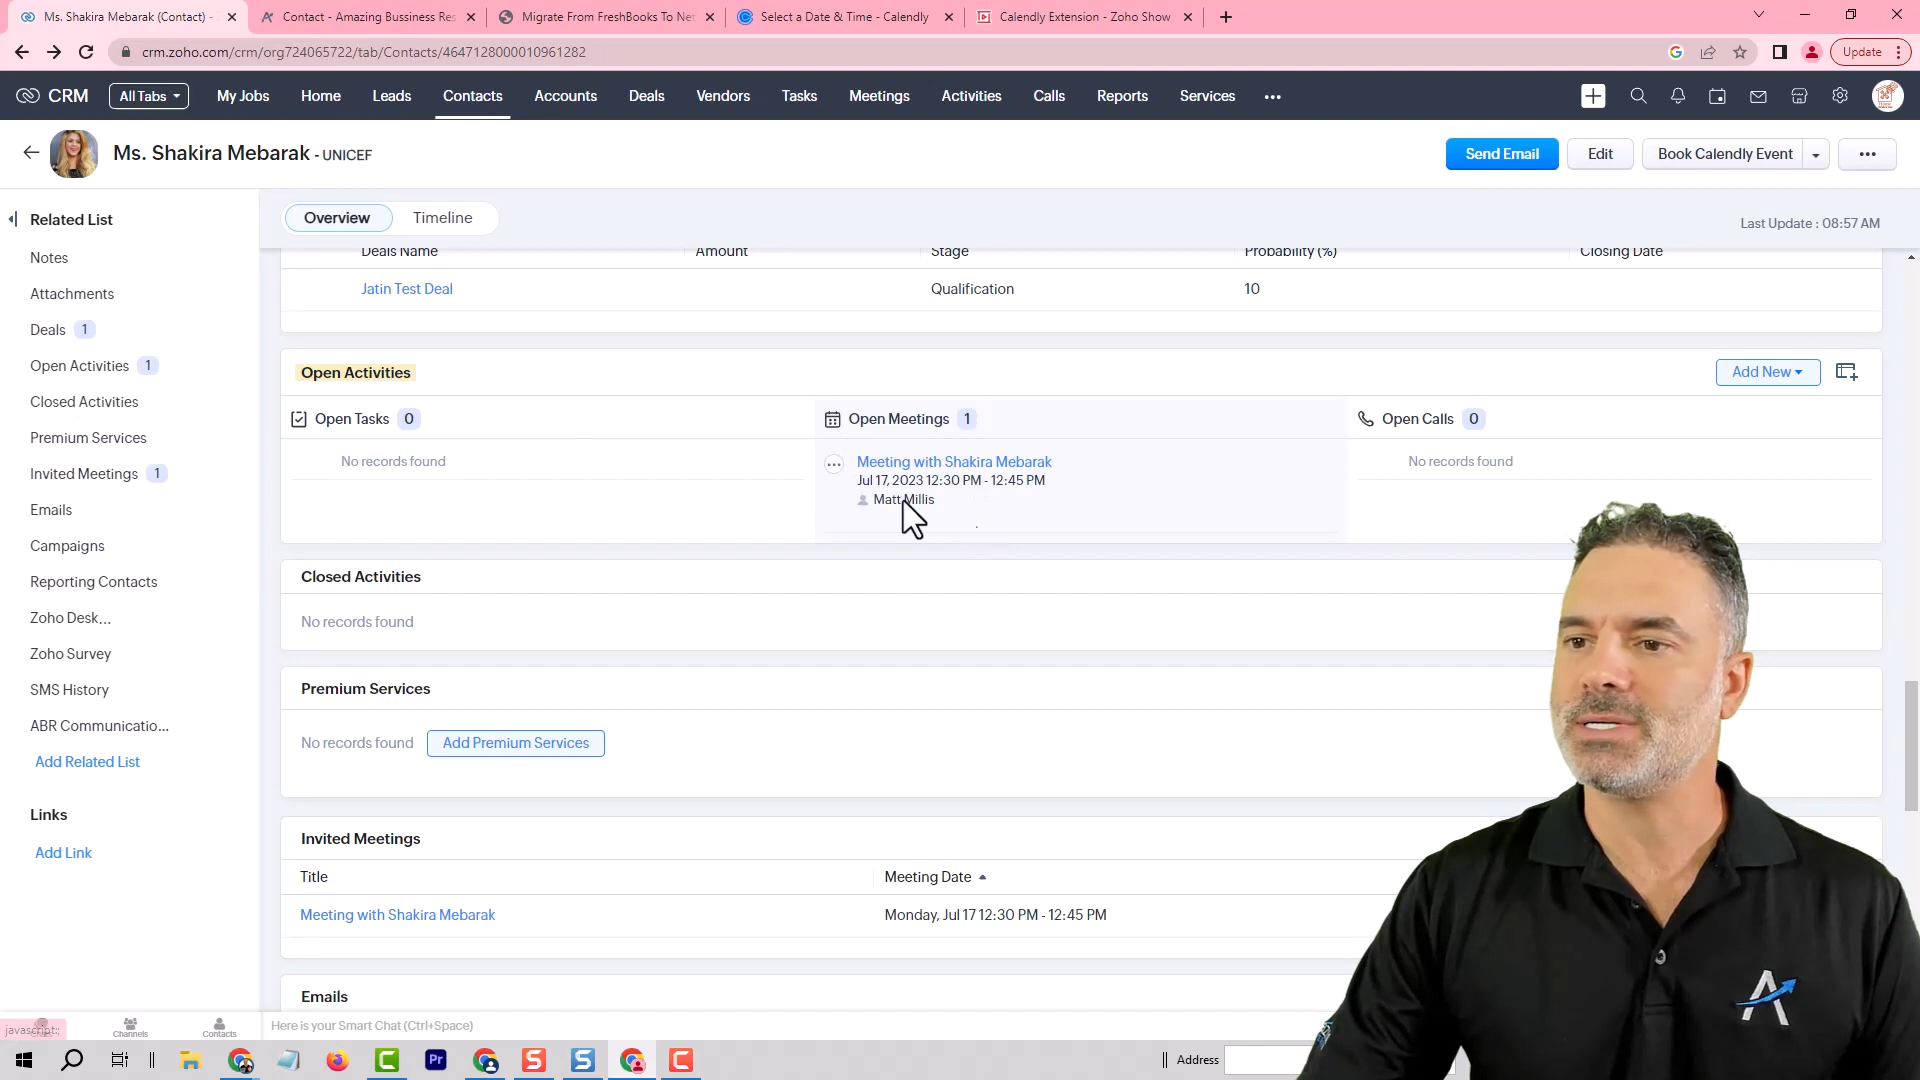 Ms. Shakira Mebarak (Contact) -
Contact - Amazing Bussiness Res
Migrate From FreshBooks To Net
Select a Date & Time - Calendly
Calendly Extension - Zoho Show
crm.zoho.com/crm/org724065722/tab/Contacts/4647128000010961282
Update
CRM
All Tabs
My Jobs
Home
Leads
Contacts
Accounts
Deals
Vendors
Tasks
Meetings
Activities
Calls
Reports
Services
Ms. Shakira Mebarak - UNICEF
Send Email
Edit
Book Calendly Event
Related List
Overview
Timeline
Last Update : 08:57 AM
Notes
Attachments
Deals 1
Open Activities 1
Closed Activities
Premium Services
Invited Meetings 1
Emails
Campaigns
Reporting Contacts
Zoho Desk...
Zoho Survey
SMS History
ABR Communicatio...
Add Related List
Links
Add Link
Deals Name
Amount
Stage
Probability (%)
Closing Date
Jatin Test Deal
Qualification
10
Open Activities
Add New
Open Tasks 0
Open Meetings 1
Open Calls 0
No records found
Meeting with Shakira Mebarak
Jul 17, 2023 12:30 PM - 12:45 PM
Matt Millis
No records found
Closed Activities
No records found
Premium Services
No records found
Add Premium Services
Invited Meetings
Title
Meeting Date
Meeting with Shakira Mebarak
Monday, Jul 17 12:30 PM - 12:45 PM
Emails
javascript:;
Channels
Contacts
Here is your Smart Chat (Ctrl+Space)
Pr
Address